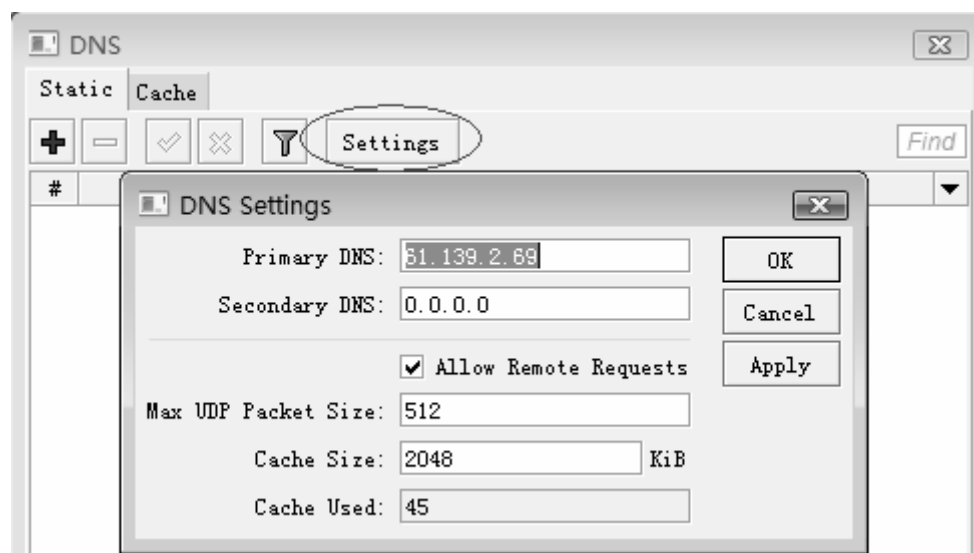 DNS
Static Cache
Settings Find
#
DNS Settings
Primary DNS: 61.139.2.69 OK
Secondary DNS: 0.0.0.0 Cancel
Allow Remote Requests Apply
Max UDP Packet Size: 512
Cache Size: 2048 KiB
Cache Used: 45